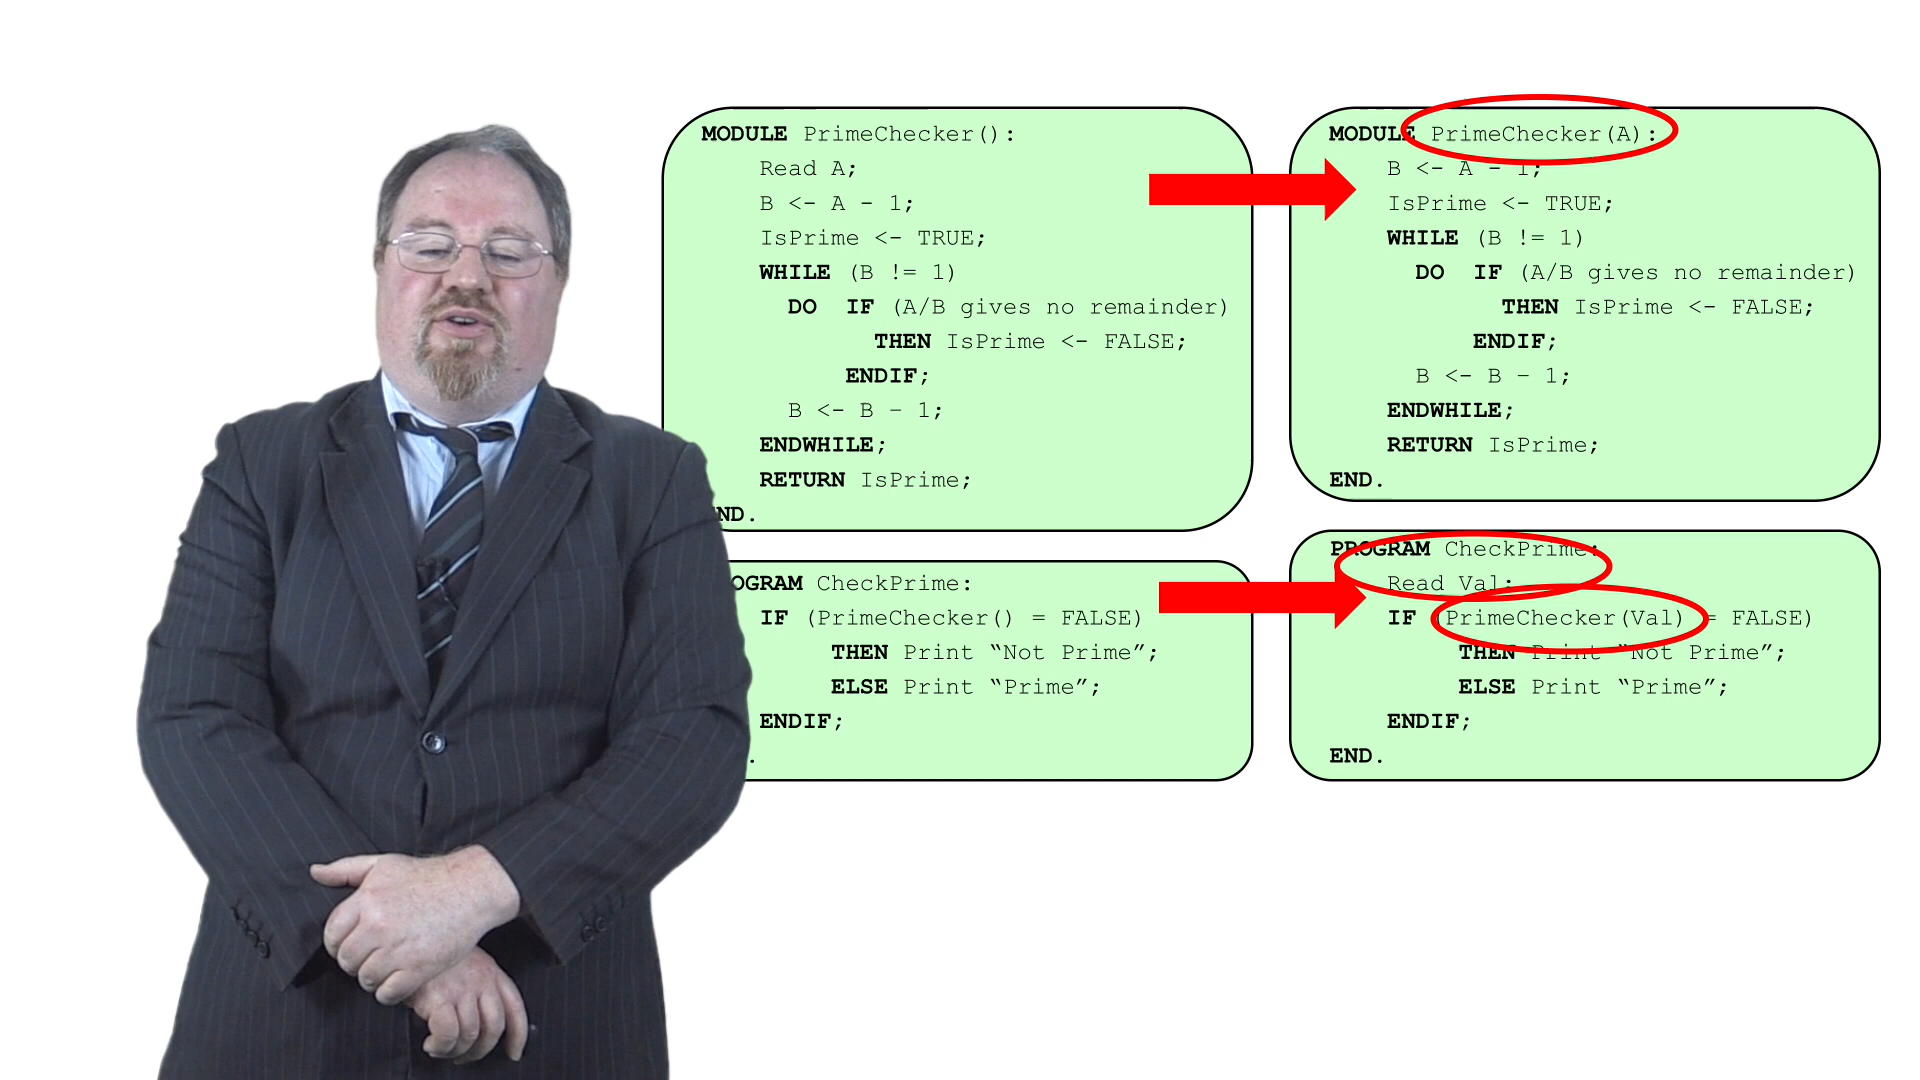 MODULE PrimeChecker():
Read A;
B <- A - 1;
IsPrime <- TRUE;
WHILE (B != 1)
DO IF (A/B gives no remainder)
THEN IsPrime <- FALSE;
ENDIF;
B <- B – 1;
ENDWHILE;
RETURN IsPrime;
ND.
OGRAM CheckPrime:
IF (PrimeChecker() = FALSE)
THEN Print “Not Prime”;
ELSE Print “Prime”;
ENDIF;
.
MODULE PrimeChecker(A):
B <- A - 1;
IsPrime <- TRUE;
WHILE (B != 1)
DO IF (A/B gives no remainder)
THEN IsPrime <- FALSE;
ENDIF;
B <- B – 1;
ENDWHILE;
RETURN IsPrime;
END.
PROGRAM CheckPrime:
Read Val;
IF (PrimeChecker(Val) = FALSE)
THEN Print “Not Prime”;
ELSE Print “Prime”;
ENDIF;
END.